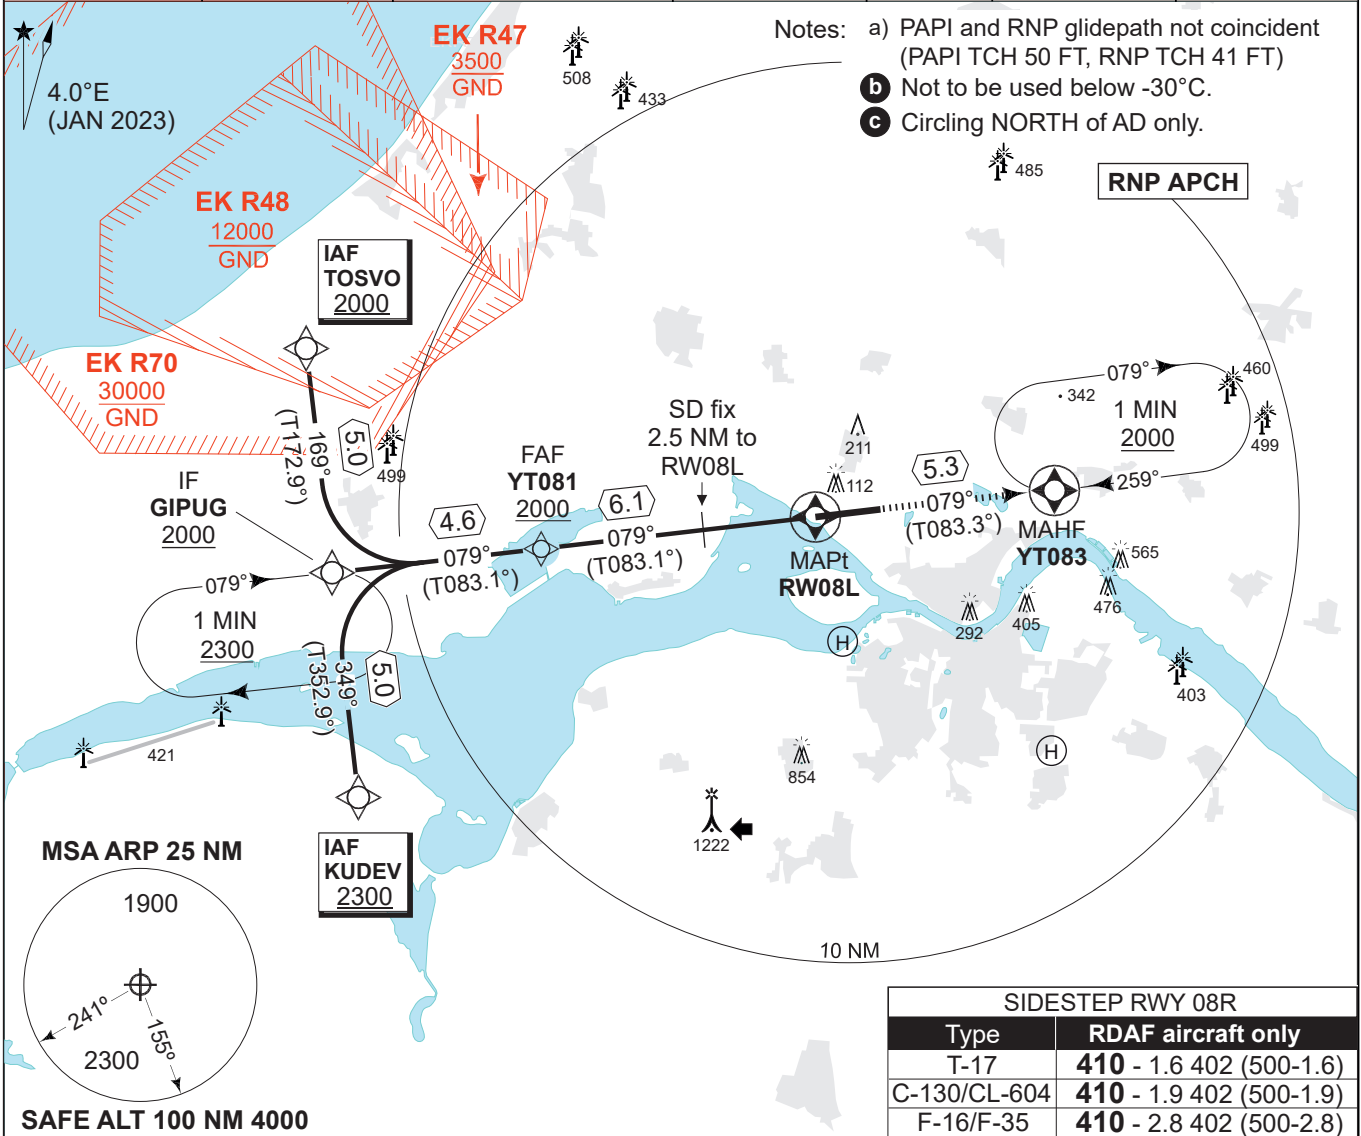 Notes: a) PAPI and RNP glidepath not coincident
(PAPI TCH 50 FT, RNP TCH 41 FT)
b Not to be used below -30°C.
c Circling NORTH of AD only.
RNP APCH
4.0°E
(JAN 2023)
EK R47
3500
GND
508
433
485
EK R48
12000
GND
IAF
TOSVO
2000
EK R70
30000
GND
169°
(T172.9°)
5.0
499
SD fix
2.5 NM to
RW08L
211
112
079°
460
342
1 MIN
2000
499
259°
IF
GIPUG
2000
FAF
YT081
2000
4.6
079°
(T083.1°)
6.1
079°
(T083.1°)
5.3
079°
(T083.3°)
MAPt
RW08L
MAHF
YT083
565
476
405
292
403
H
H
079°
1 MIN
2300
349°
(T352.9°)
5.0
421
854
1222
IAF
KUDEV
2300
10 NM
MSA ARP 25 NM
1900
241°
155°
2300
SAFE ALT 100 NM 4000
SIDESTEP RWY 08R
Type RDAF aircraft only
T-17 410 - 1.6 402 (500-1.6)
C-130/CL-604 410 - 1.9 402 (500-1.9)
F-16/F-35 410 - 2.8 402 (500-2.8)